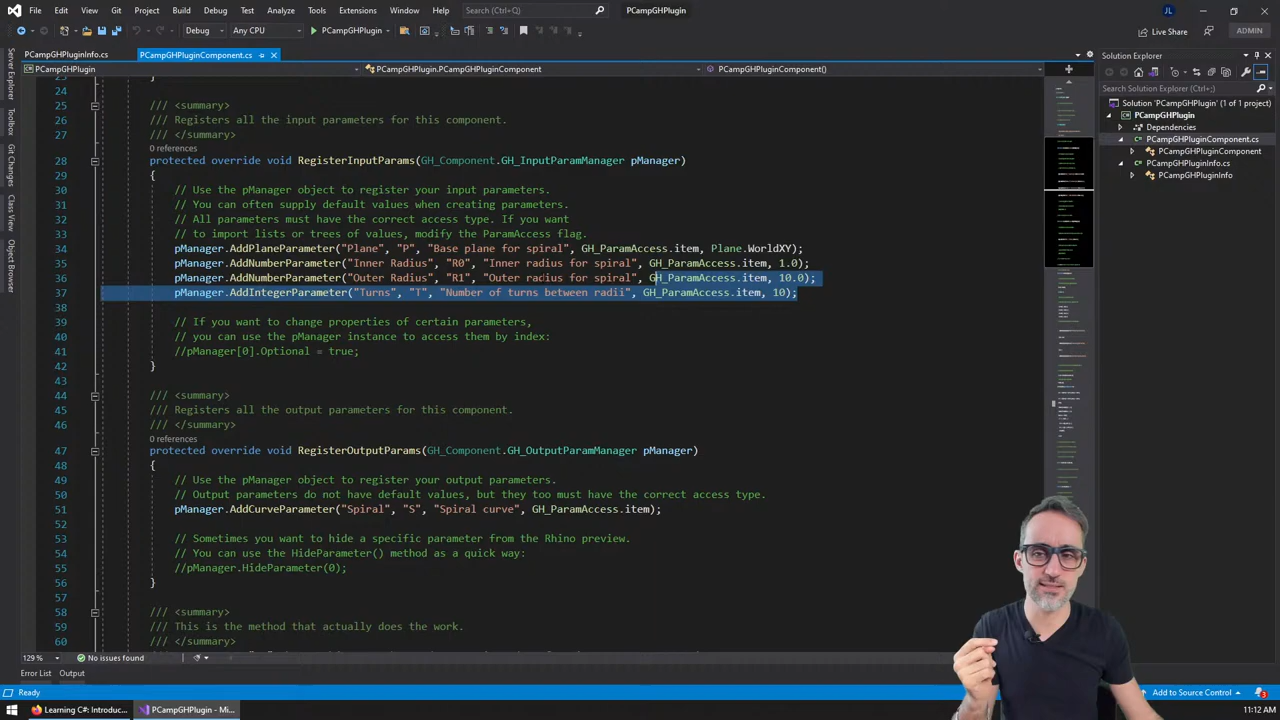 File Edit View Git Project Build Debug Test Analyze Tools Extensions Window Help Search (Ctrl+Q) PCampGHPlugin JL
Debug Any CPU PCampGHPlugin Live Share ADMIN
PCampGHPluginInfo.cs PCampGHPluginComponent.cs
PCampGHPlugin PCampGHPlugin.PCampGHPluginComponent PCampGHPluginComponent()
Server Explorer
Toolbox
Git Changes
Class View
Object Browser
23 }
24
25 /// <summary>
26 /// Registers all the input parameters for this component.
27 /// </summary>
0 references
28 protected override void RegisterInputParams(GH_Component.GH_InputParamManager pManager)
29 {
30 // Use the pManager object to register your input parameters.
31 // You can often supply default values when creating parameters.
32 // All parameters must have the correct access type. If you want
33 // to import lists or trees of values, modify the ParamAccess flag.
34 pManager.AddPlaneParameter("Plane", "P", "Base plane for spiral", GH_ParamAccess.item, Plane.WorldXY);
35 pManager.AddNumberParameter("Inner Radius", "R0", "Inner radius for spiral", GH_ParamAccess.item, 1.0);
36 pManager.AddNumberParameter("Outer Radius", "R1", "Outer radius for spiral", GH_ParamAccess.item, 10.0);
37 pManager.AddIntegerParameter("Turns", "T", "Number of turns between radii", GH_ParamAccess.item, 10);
38
39 // If you want to change properties of certain parameters,
40 // you can use the pManager instance to access them by index:
41 //pManager[0].Optional = true;
42 }
43
44 /// <summary>
45 /// Registers all the output parameters for this component.
46 /// </summary>
0 references
47 protected override void RegisterOutputParams(GH_Component.GH_OutputParamManager pManager)
48 {
49 // Use the pManager object to register your output parameters.
50 // Output parameters do not have default values, but they too must have the correct access type.
51 pManager.AddCurveParameter("Spiral", "S", "Spiral curve", GH_ParamAccess.item);
52
53 // Sometimes you want to hide a specific parameter from the Rhino preview.
54 // You can use the HideParameter() method as a quick way:
55 //pManager.HideParameter(0);
56 }
57
58 /// <summary>
59 /// This is the method that actually does the work.
60 /// </summary>
Solution Explorer
Search Solution Explorer (Ctrl+;)
Solution 'PCampGHPlugin' (1 of 1 project)
PCampGHPlugin
Dependencies
PCampGHPluginComponent.cs
PCampGHPluginComponent
PCampGHPluginInfo.cs
PCampGHPluginInfo
129 % No issues found
Error List Output
Ready Add to Source Control 3
Learning C#: Introduc... PCampGHPlugin - Mi... 11:12 AM